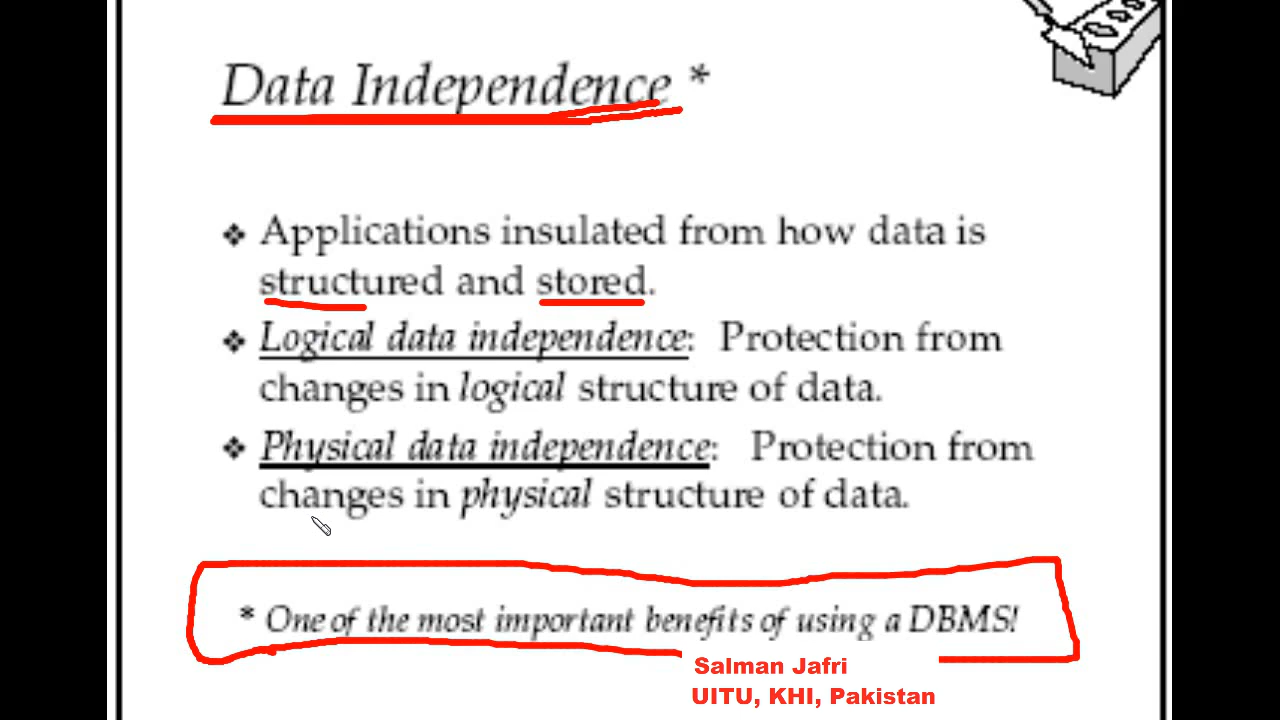 Data Independence *
❖ Applications insulated from how data is
structured and stored.
❖ Logical data independence: Protection from
changes in logical structure of data.
❖ Physical data independence: Protection from
changes in physical structure of data.
* One of the most important benefits of using a DBMS!
Salman Jafri
UITU, KHI, Pakistan